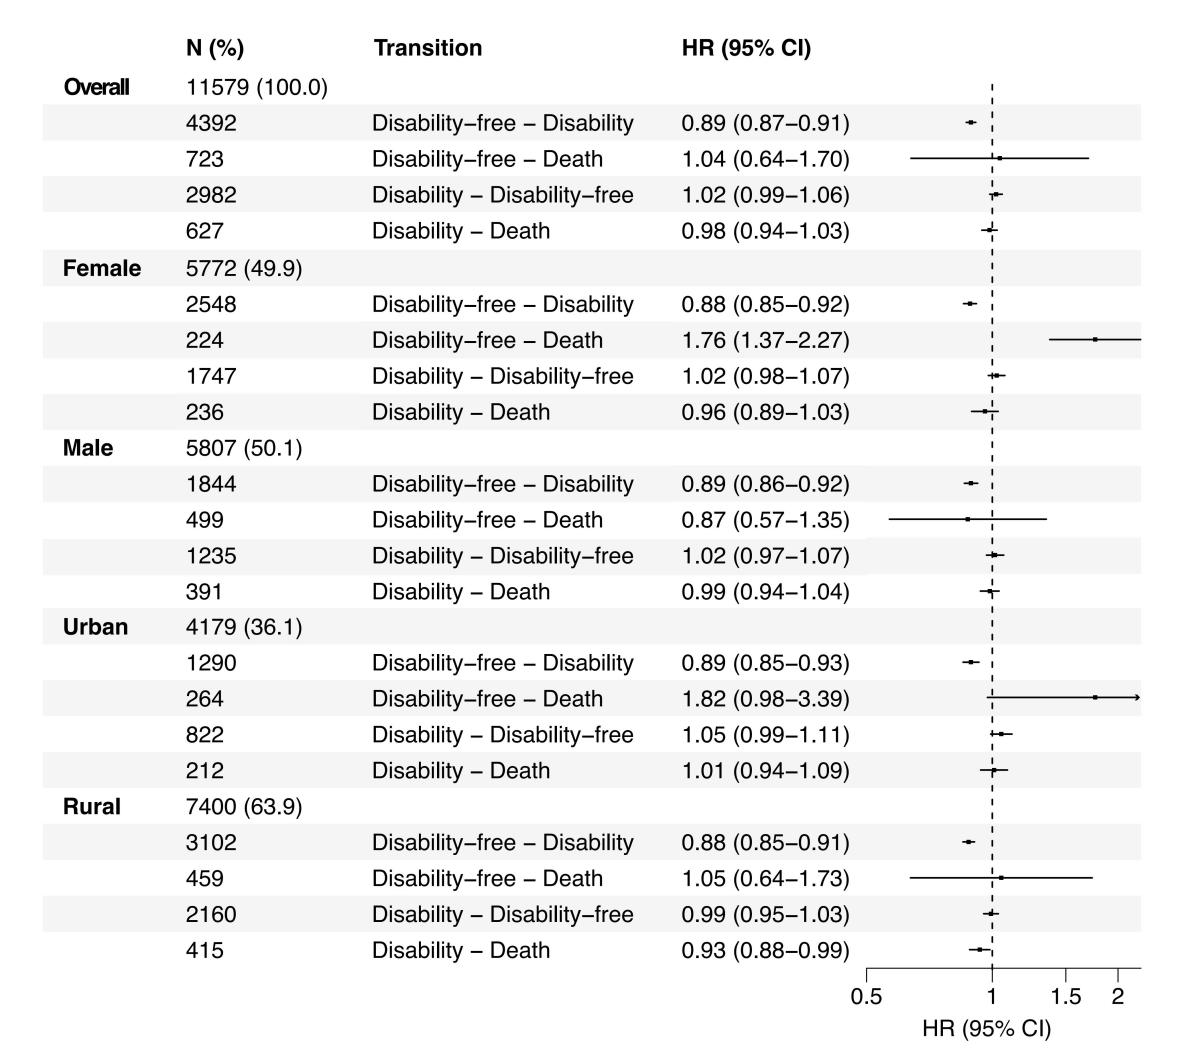 N (%) Transition HR (95% CI)
Overall 11579 (100.0)
4392 Disability–free – Disability 0.89 (0.87–0.91)
723 Disability–free – Death 1.04 (0.64–1.70)
2982 Disability – Disability–free 1.02 (0.99–1.06)
627 Disability – Death 0.98 (0.94–1.03)
Female 5772 (49.9)
2548 Disability–free – Disability 0.88 (0.85–0.92)
224 Disability–free – Death 1.76 (1.37–2.27)
1747 Disability – Disability–free 1.02 (0.98–1.07)
236 Disability – Death 0.96 (0.89–1.03)
Male 5807 (50.1)
1844 Disability–free – Disability 0.89 (0.86–0.92)
499 Disability–free – Death 0.87 (0.57–1.35)
1235 Disability – Disability–free 1.02 (0.97–1.07)
391 Disability – Death 0.99 (0.94–1.04)
Urban 4179 (36.1)
1290 Disability–free – Disability 0.89 (0.85–0.93)
264 Disability–free – Death 1.82 (0.98–3.39)
822 Disability – Disability–free 1.05 (0.99–1.11)
212 Disability – Death 1.01 (0.94–1.09)
Rural 7400 (63.9)
3102 Disability–free – Disability 0.88 (0.85–0.91)
459 Disability–free – Death 1.05 (0.64–1.73)
2160 Disability – Disability–free 0.99 (0.95–1.03)
415 Disability – Death 0.93 (0.88–0.99)
0.5 1 1.5 2
HR (95% CI)